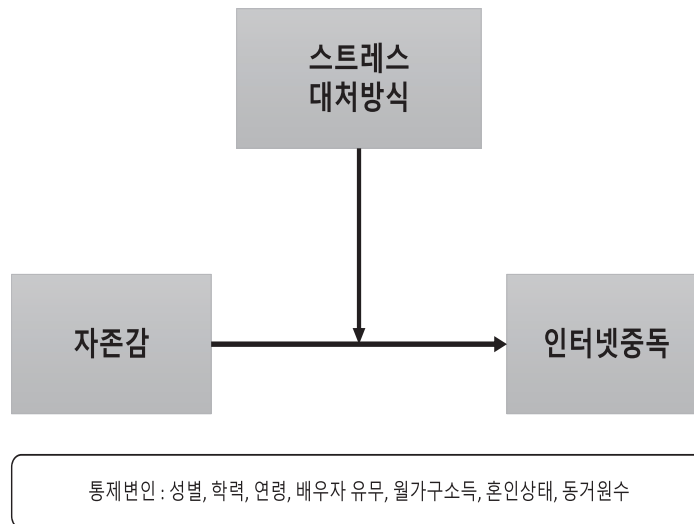 스트레스
대처방식
자존감
인터넷중독
통제변인 : 성별, 학력, 연령, 배우자 유무, 월가구소득, 혼인상태, 동거원수